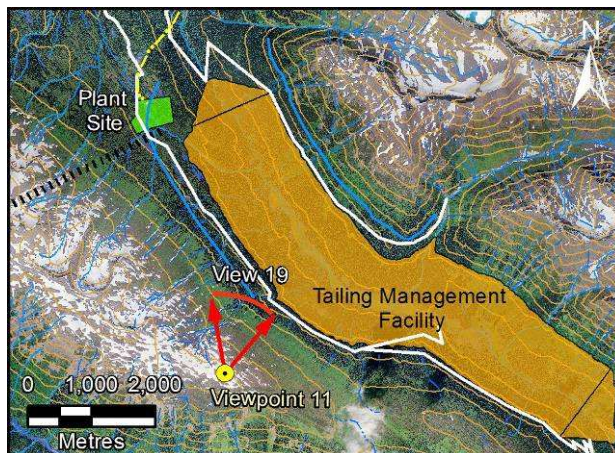 N
Plant
Site
View 19
Tailing Management
Facility
Viewpoint 11
0 1,000 2,000
Metres